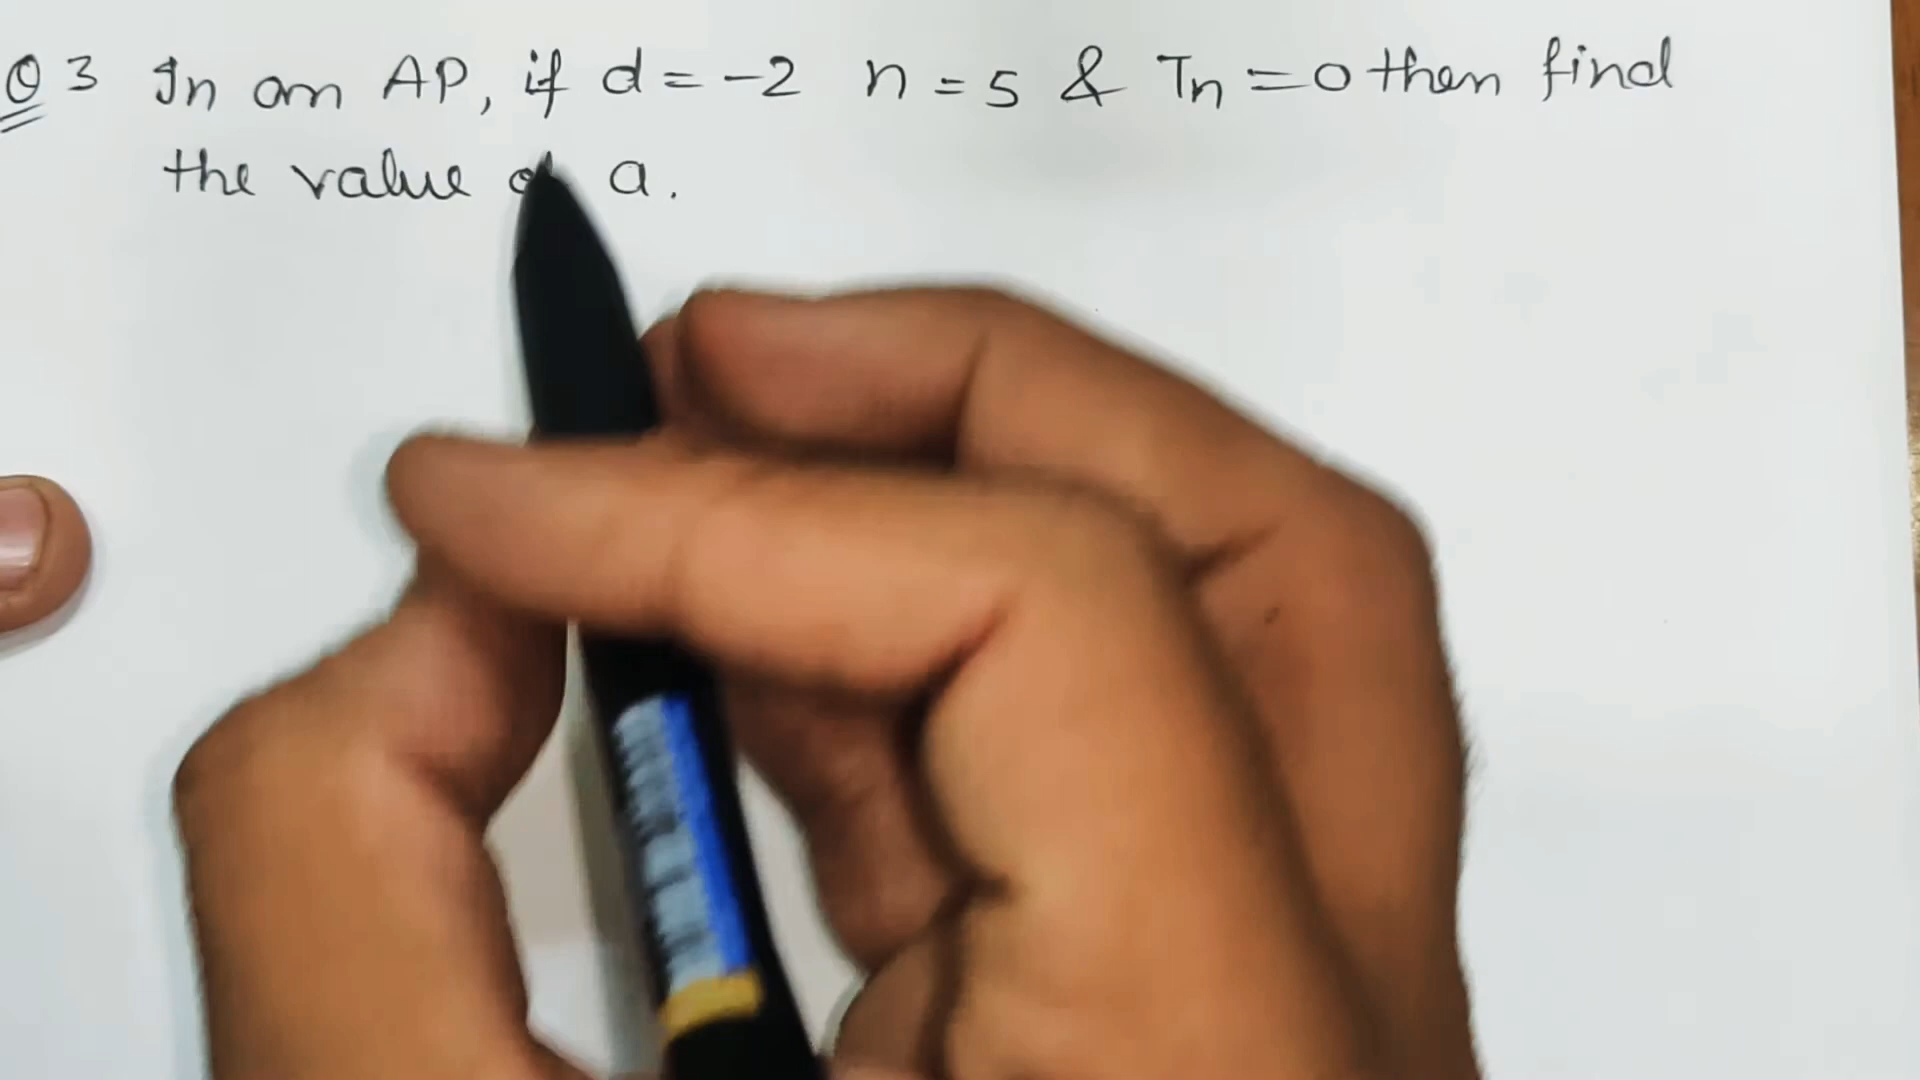 Q 3 In an AP, if d = -2 n = 5 & Tn = 0 then find
the value a.